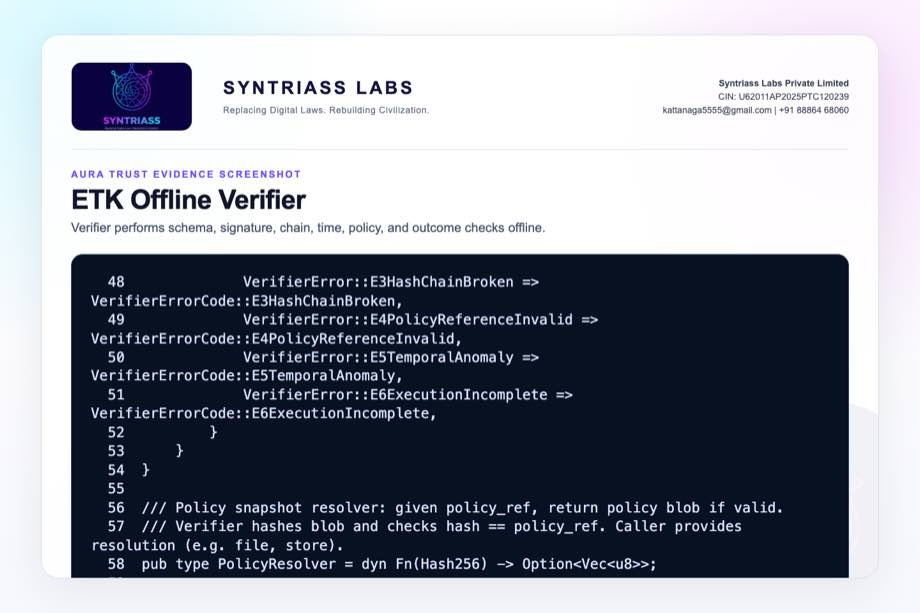 SYNTRIASS
SYNTRIASS LABS
Replacing Digital Laws. Rebuilding Civilization.
Syntriass Labs Private Limited
CIN: U62011AP2025PTC120239
kattanaga5555@gmail.com | +91 88864 68060
AURA TRUST EVIDENCE SCREENSHOT
ETK Offline Verifier
Verifier performs schema, signature, chain, time, policy, and outcome checks offline.
48 VerifierError::E3HashChainBroken =>
VerifierErrorCode::E3HashChainBroken,
49 VerifierError::E4PolicyReferenceInvalid =>
VerifierErrorCode::E4PolicyReferenceInvalid,
50 VerifierError::E5TemporalAnomaly =>
VerifierErrorCode::E5TemporalAnomaly,
51 VerifierError::E6ExecutionIncomplete =>
VerifierErrorCode::E6ExecutionIncomplete,
52 }
53 }
54 }
55
56 /// Policy snapshot resolver: given policy_ref, return policy blob if valid.
57 /// Verifier hashes blob and checks hash == policy_ref. Caller provides
resolution (e.g. file, store).
58 pub type PolicyResolver = dyn Fn(Hash256) -> Option<Vec<u8>>;